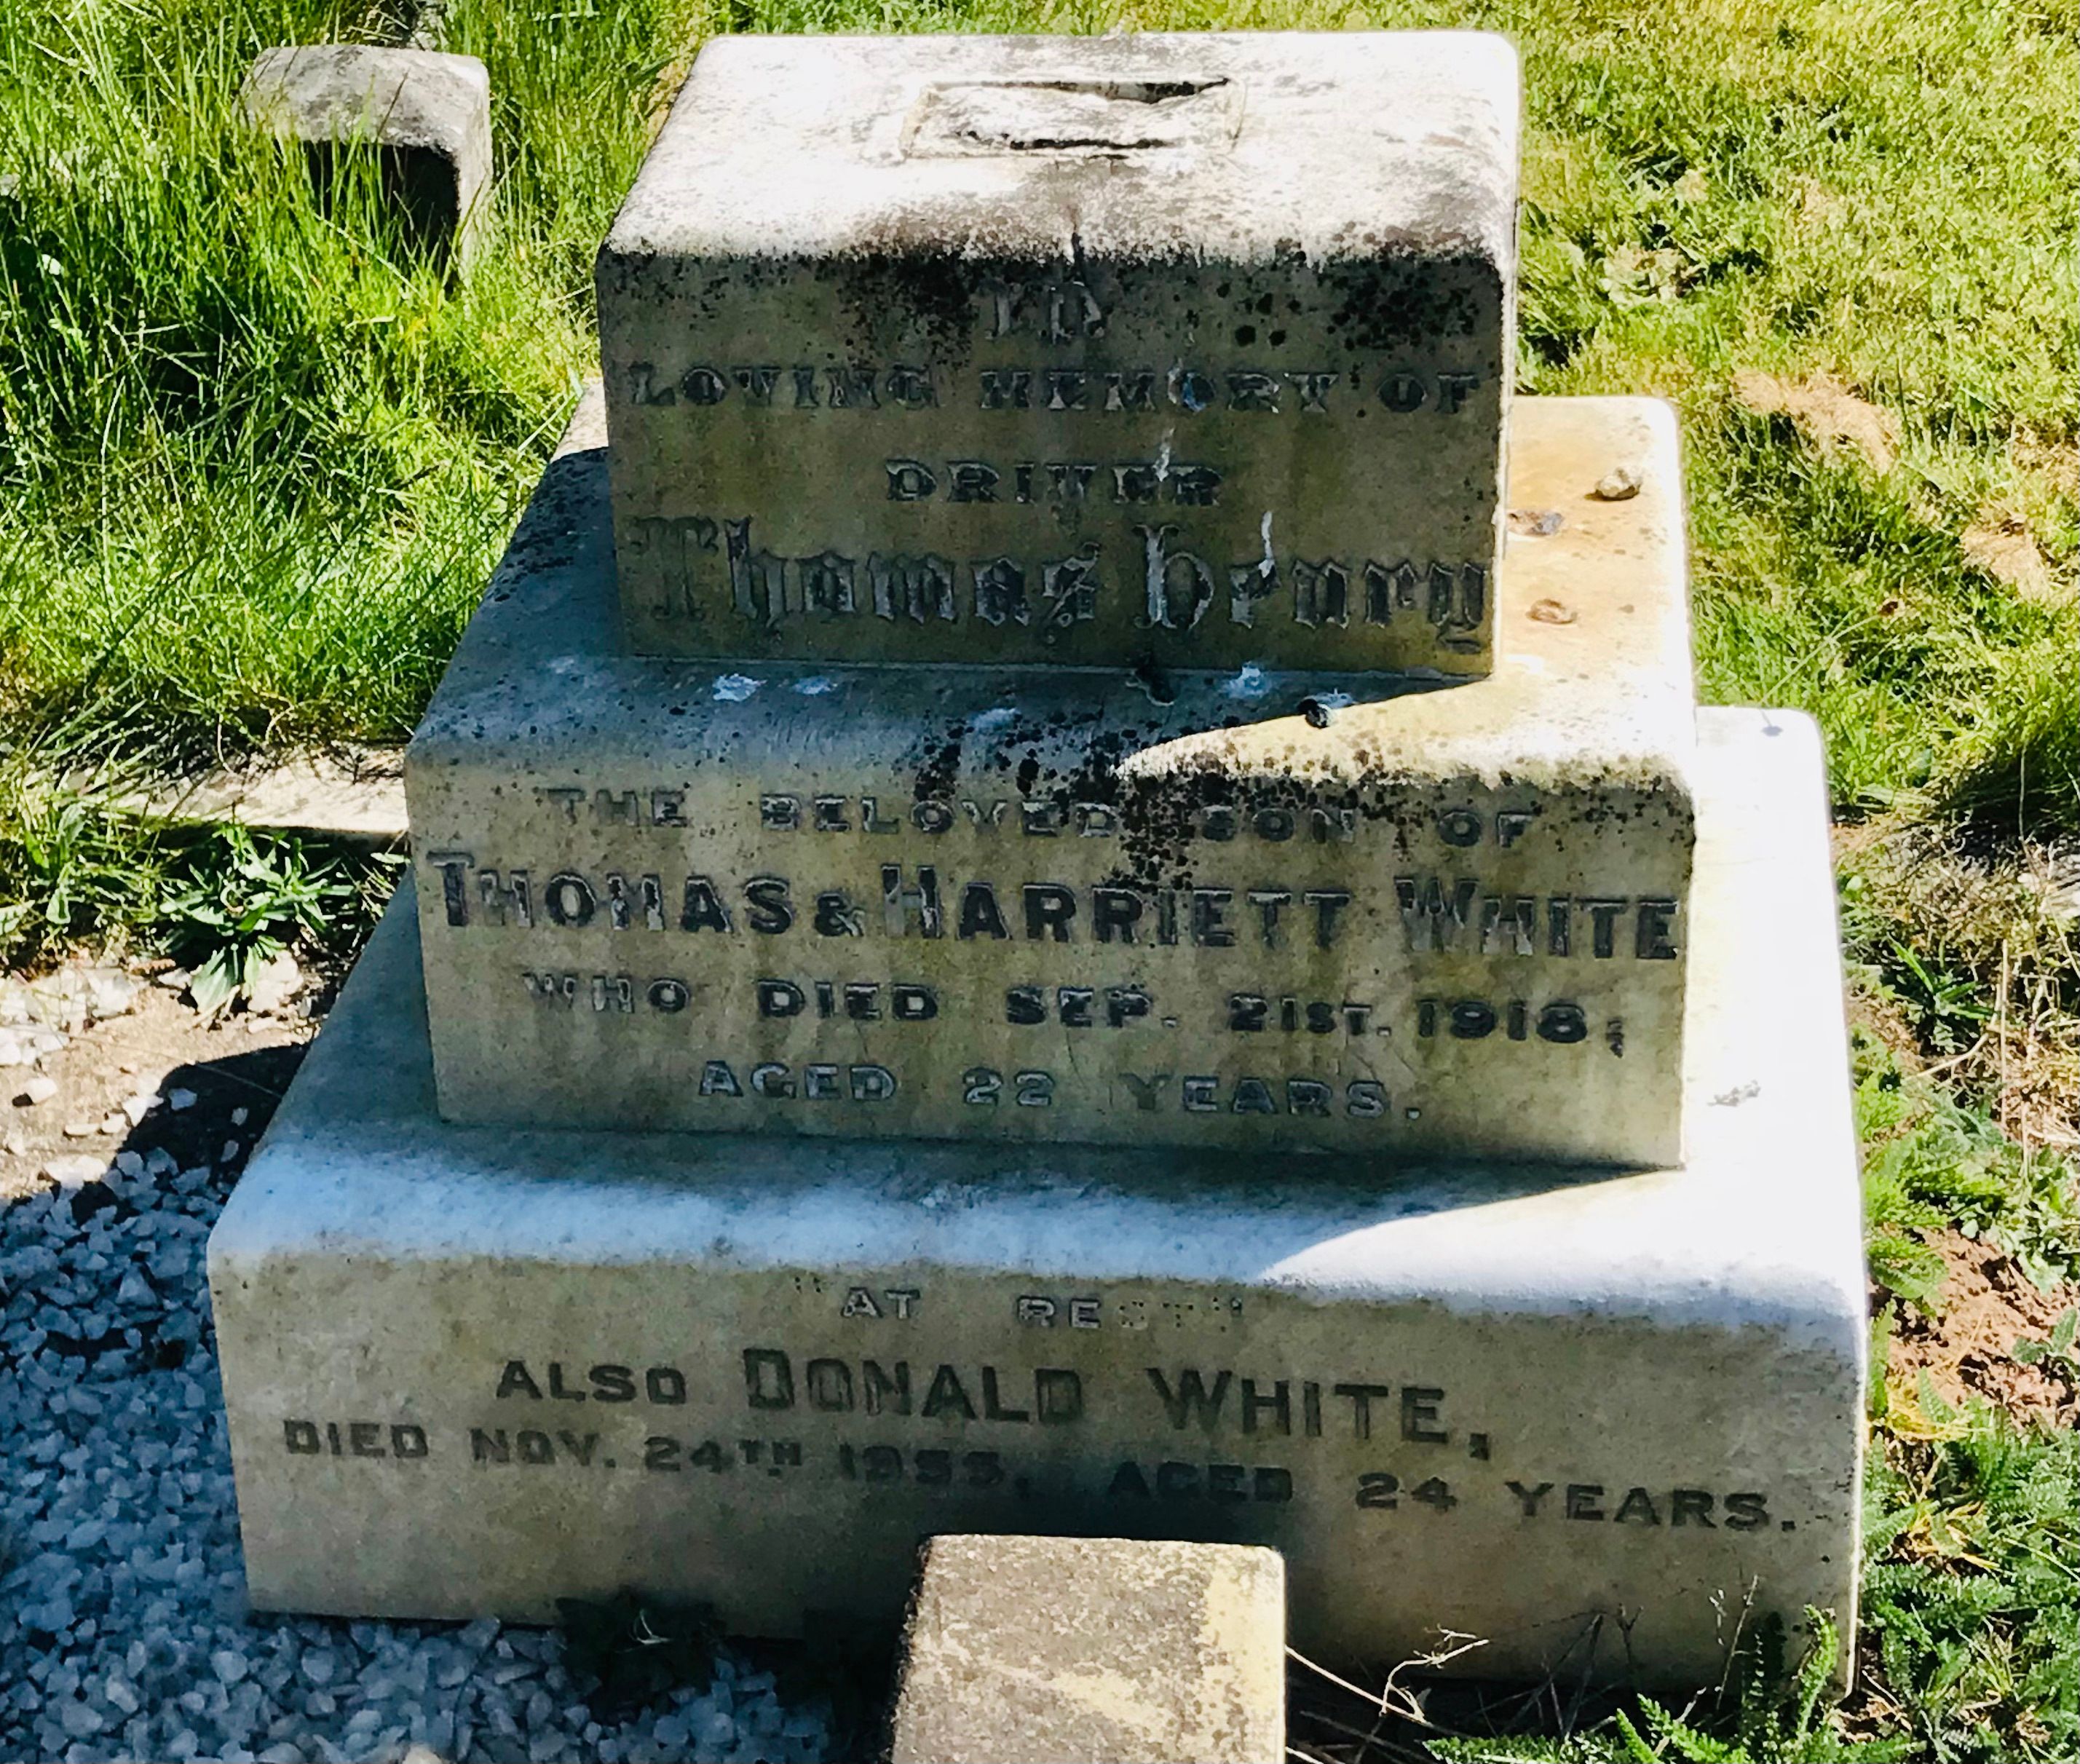 IN
LOVING MEMORY OF
DRIVER
Thomas Henry
THE BELOVED SON OF
THOMAS & HARRIETT WHITE
WHO DIED SEP. 21ST. 1918;
AGED 22 YEARS.
"AT REST"
ALSO DONALD WHITE,
DIED NOV. 24TH 1955, AGED 24 YEARS.